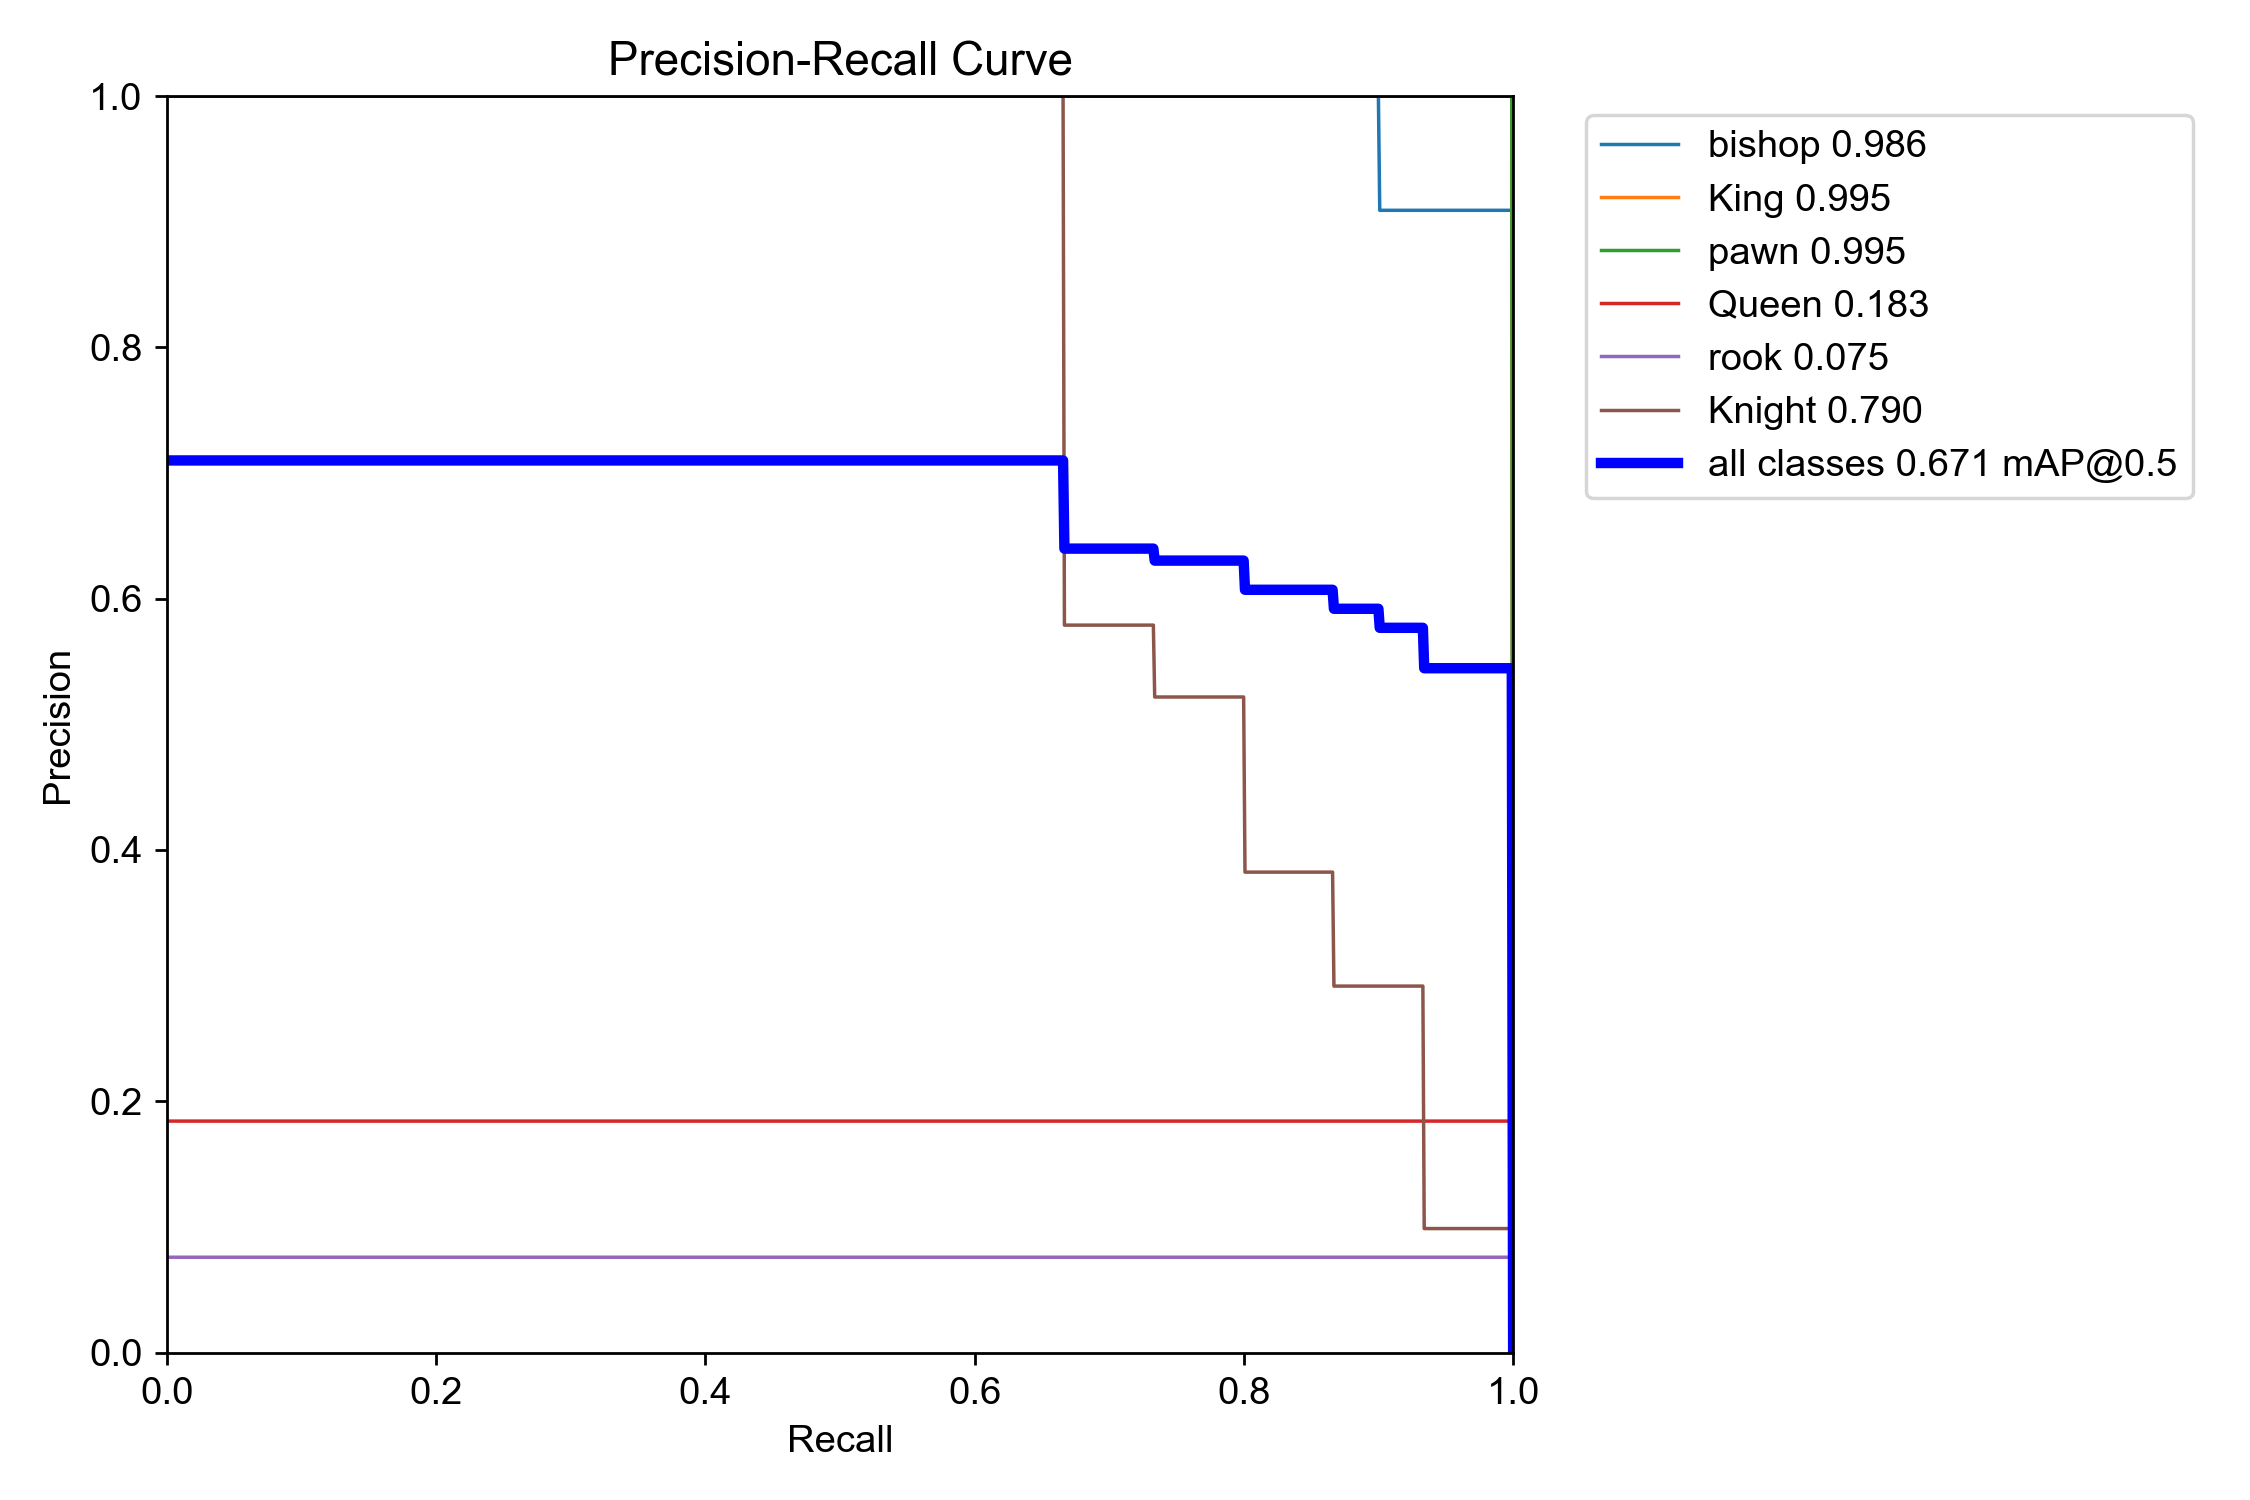 Precision-Recall Curve
1.0
0.8
0.6
0.4
0.2
0.0
Precision
0.0 0.2 0.4 0.6 0.8 1.0
Recall
bishop 0.986
King 0.995
pawn 0.995
Queen 0.183
rook 0.075
Knight 0.790
all classes 0.671 mAP@0.5